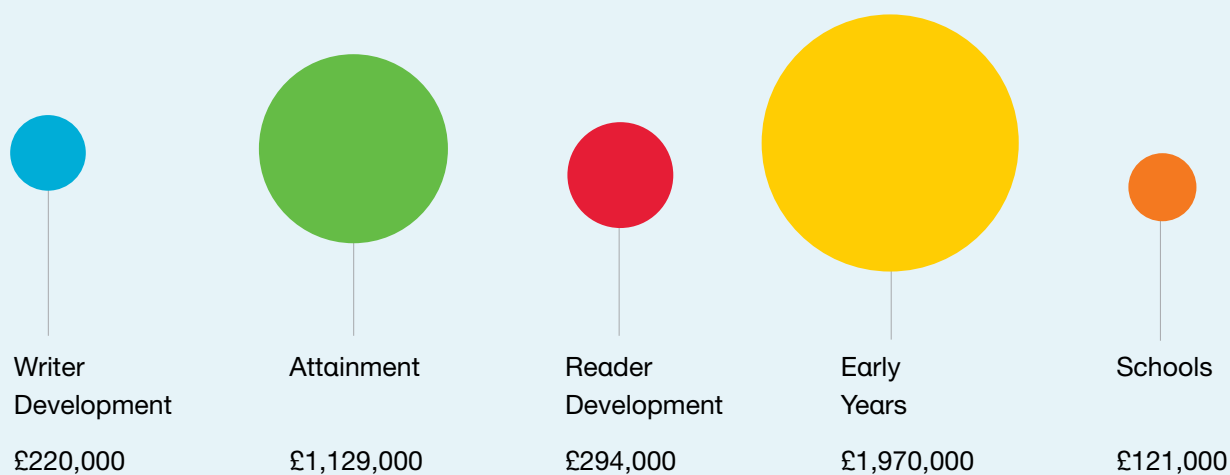 Writer
Development
£220,000
Attainment
£1,129,000
Reader
Development
£294,000
Early
Years
£1,970,000
Schools
£121,000